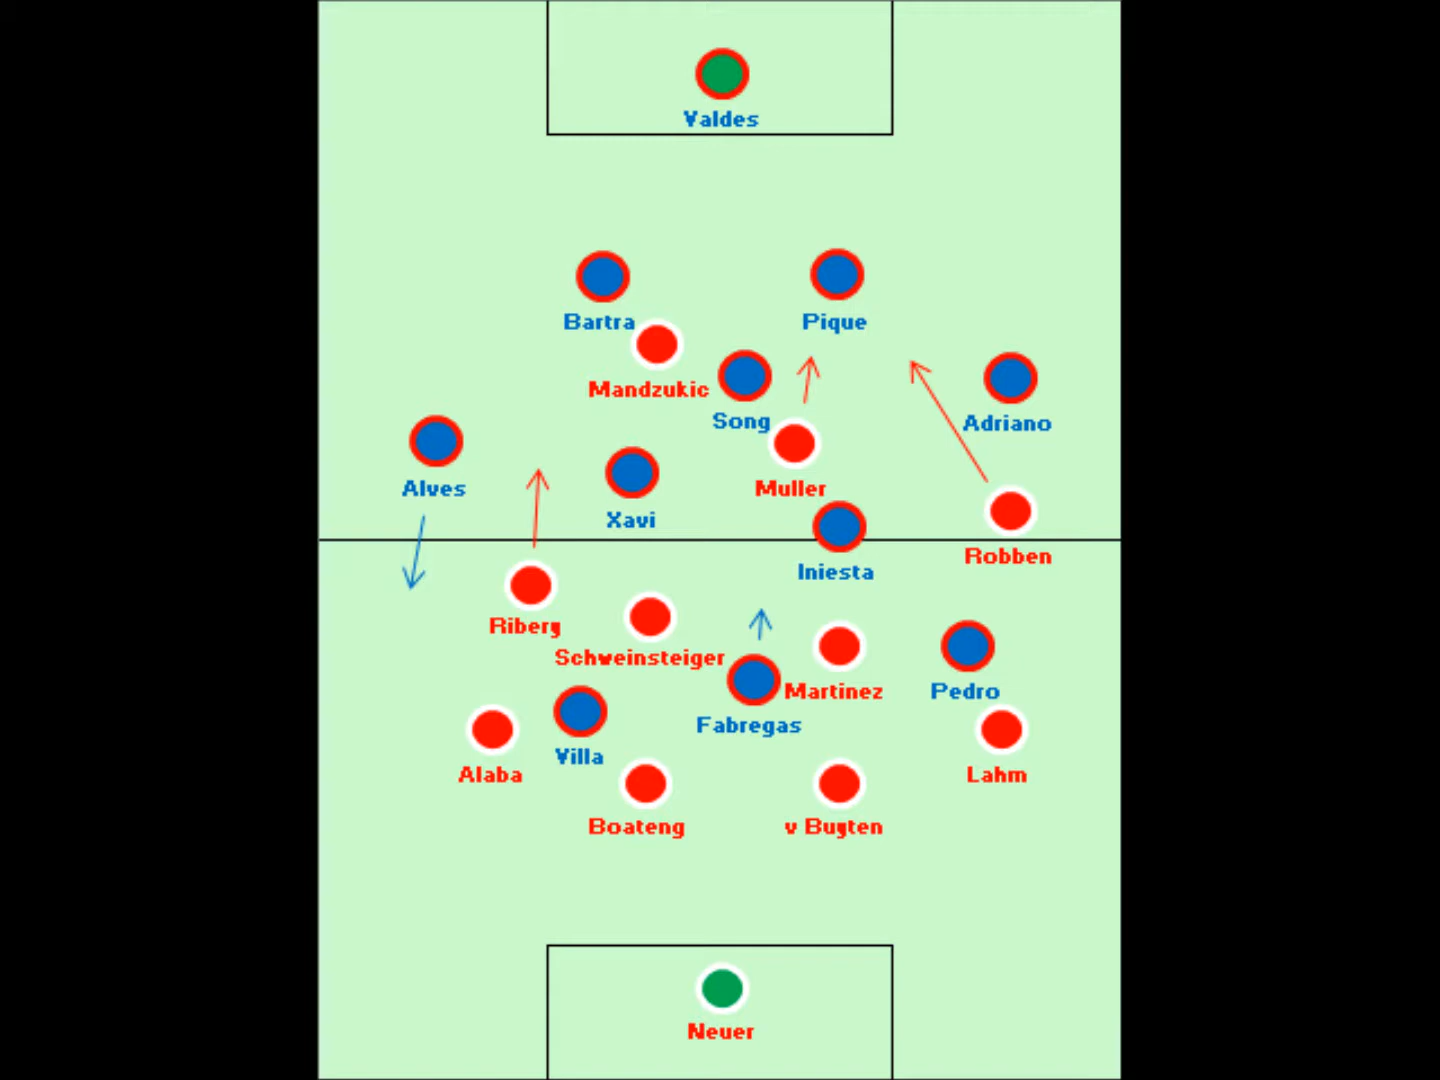 Valdes
Bartra
Pique
Mandzukic
Song
Adriano
Alves
Muller
Xavi
Robben
Iniesta
Ribery
Schweinsteiger
Martinez
Pedro
Fabregas
Villa
Alaba
Lahm
Boateng
v Buyten
Neuer